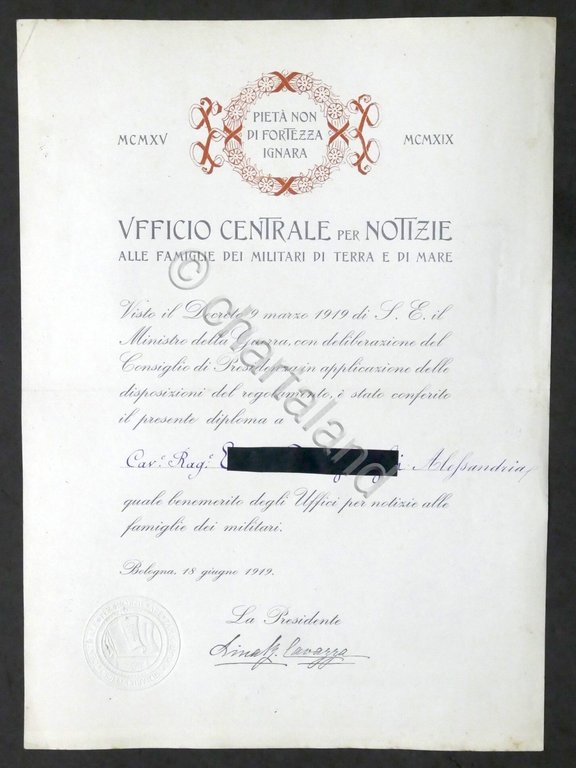 PIETÀ NON
DI FORTEZZA
IGNARA
MCMXV
MCMXIX
VFFICIO CENTRALE PER NOTIZIE
ALLE FAMIGLIE DEI MILITARI DI TERRA E DI MARE
Visto il Decreto 9 marzo 1919 di S. E. il
Ministro della Guerra, con deliberazione del
Consiglio di Presidenza in applicazione delle
disposizioni del regolamento, è stato conferito
il presente diploma a
Cav.º Rag.º Alessandria
quale benemerito degli Uffici per notizie alle
famiglie dei militari.
Bologna, 18 giugno 1919.
La Presidente
Lina B. Cavazza
© chartaland